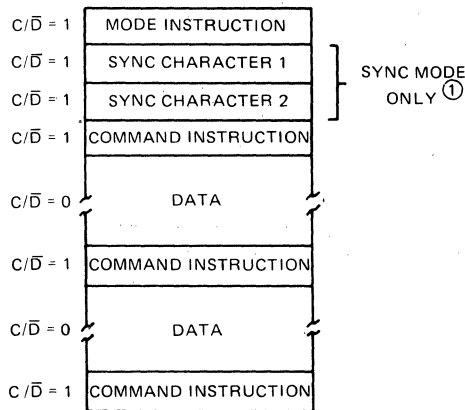 C/D̅ = 1 MODE INSTRUCTION
C/D̅ = 1 SYNC CHARACTER 1
C/D̅ = 1 SYNC CHARACTER 2
SYNC MODE
ONLY ①
C/D̅ = 1 COMMAND INSTRUCTION
C/D̅ = 0 DATA
C/D̅ = 1 COMMAND INSTRUCTION
C/D̅ = 0 DATA
C/D̅ = 1 COMMAND INSTRUCTION